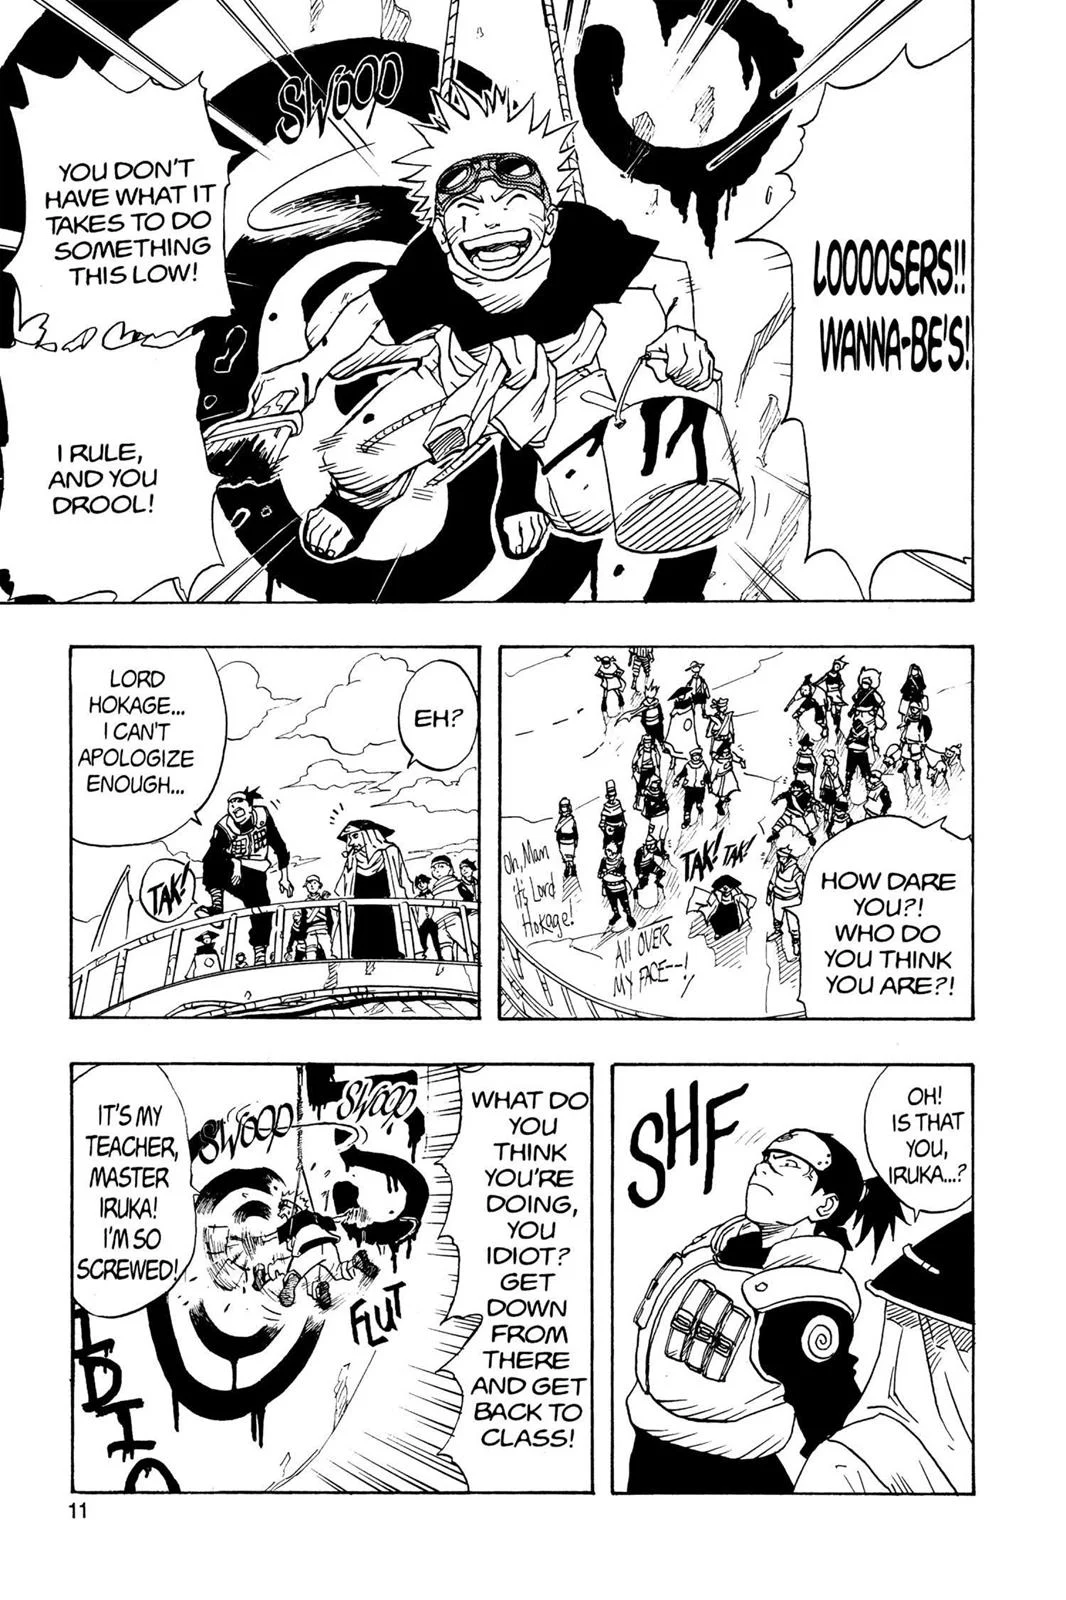 LOOOOSERS!!
WANNA-BE'S!
SWOOP
YOU DON'T
HAVE WHAT IT
TAKES TO DO
SOMETHING
THIS LOW!
I RULE,
AND YOU
DROOL!
HOW DARE
YOU?!
WHO DO
YOU THINK
YOU ARE?!
TAK!
TAK!
ALL OVER
MY FACE--!
Oh, Man
it's Lord
Hokage!
EH?
LORD
HOKAGE...
I CAN'T
APOLOGIZE
ENOUGH...
TAK!
OH!
IS THAT
YOU,
IRUKA...?
SHF
WHAT DO
YOU
THINK
YOU'RE
DOING,
YOU
IDIOT?
GET
DOWN
FROM
THERE
AND GET
BACK TO
CLASS!
SWOOP
SWOOP
FLUT
IT'S MY
TEACHER,
MASTER
IRUKA!
I'M SO
SCREWED!
IDIO
11